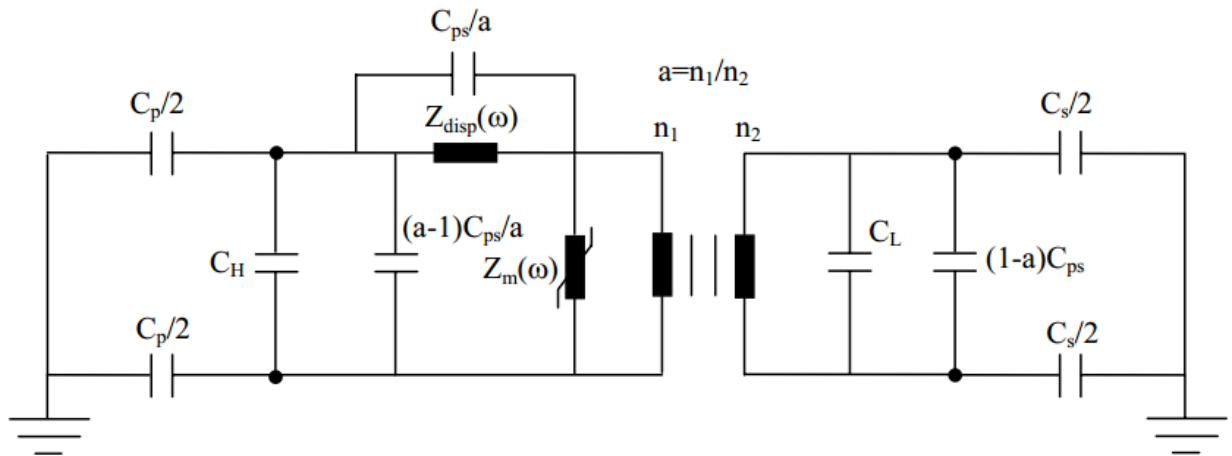 Cps/a
a=n1/n2
Cp/2
Zdisp(ω)
n1
n2
Cs/2
(a-1)Cps/a
CH
Zm(ω)
CL
(1-a)Cps
Cp/2
Cs/2